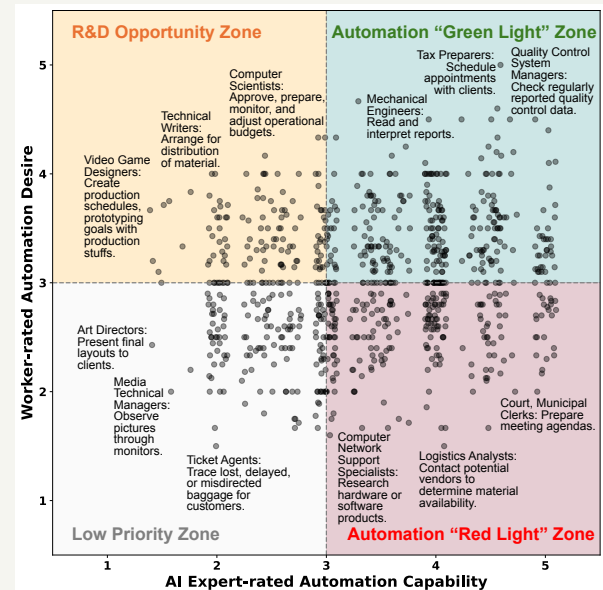 R&D Opportunity Zone
Automation “Green Light” Zone
Computer
Scientists:
Approve, prepare,
monitor, and
adjust operational
budgets.
Tax Preparers:
Schedule
appointments
with clients.
Quality Control
System
Managers:
Check regularly
reported quality
control data.
Mechanical
Engineers:
Read and
interpret reports.
Technical
Writers:
Arrange for
distribution
of material.
Video Game
Designers:
Create
production
schedules,
prototyping
goals with
production
stuffs.
Art Directors:
Present final
layouts to
clients.
Media
Technical
Managers:
Observe
pictures
through
monitors.
Ticket Agents:
Trace lost, delayed,
or misdirected
baggage for
customers.
Computer
Network
Support
Specialists:
Research
hardware or
software
products.
Logistics Analysts:
Contact potential
vendors to
determine material
availability.
Court, Municipal
Clerks: Prepare
meeting agendas.
Low Priority Zone
Automation “Red Light” Zone
Worker-rated Automation Desire
5
4
3
2
1
1 2 3 4 5
AI Expert-rated Automation Capability